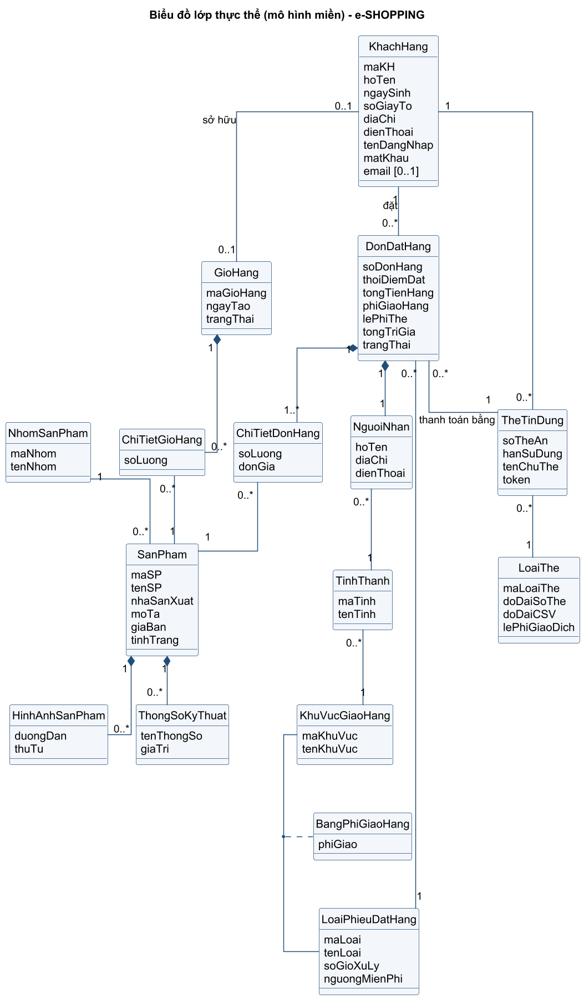 Biểu đồ lớp thực thể (mô hình miền) - e-SHOPPING
KhachHang
maKH
hoTen
ngaySinh
soGiayTo
diaChi
dienThoai
tenDangNhap
matKhau
email [0..1]
0..1
1
sở hữu
1
đặt
0..*
0..1
DonDatHang
soDonHang
thoiDiemDat
tongTienHang
phiGiaoHang
lePhiThe
tongTriGia
trangThai
GioHang
maGioHang
ngayTao
trangThai
1
1
1
0..*
0..*
1..*
1
0..*
1
thanh toán bằng
0..*
NhomSanPham
maNhom
tenNhom
ChiTietGioHang
soLuong
ChiTietDonHang
soLuong
donGia
NguoiNhan
hoTen
diaChi
dienThoai
TheTinDung
soTheAn
hanSuDung
tenChuThe
token
1
0..*
0..*
0..*
0..*
0..*
1
1
1
1
SanPham
maSP
tenSP
nhaSanXuat
moTa
giaBan
tinhTrang
TinhThanh
maTinh
tenTinh
LoaiThe
maLoaiThe
doDaiSoThe
doDaiCSV
lePhiGiaoDich
0..*
1
1
0..*
1
0..*
HinhAnhSanPham
duongDan
thuTu
ThongSoKyThuat
tenThongSo
giaTri
KhuVucGiaoHang
maKhuVuc
tenKhuVuc
BangPhiGiaoHang
phiGiao
1
LoaiPhieuDatHang
maLoai
tenLoai
soGioXuLy
nguongMienPhi